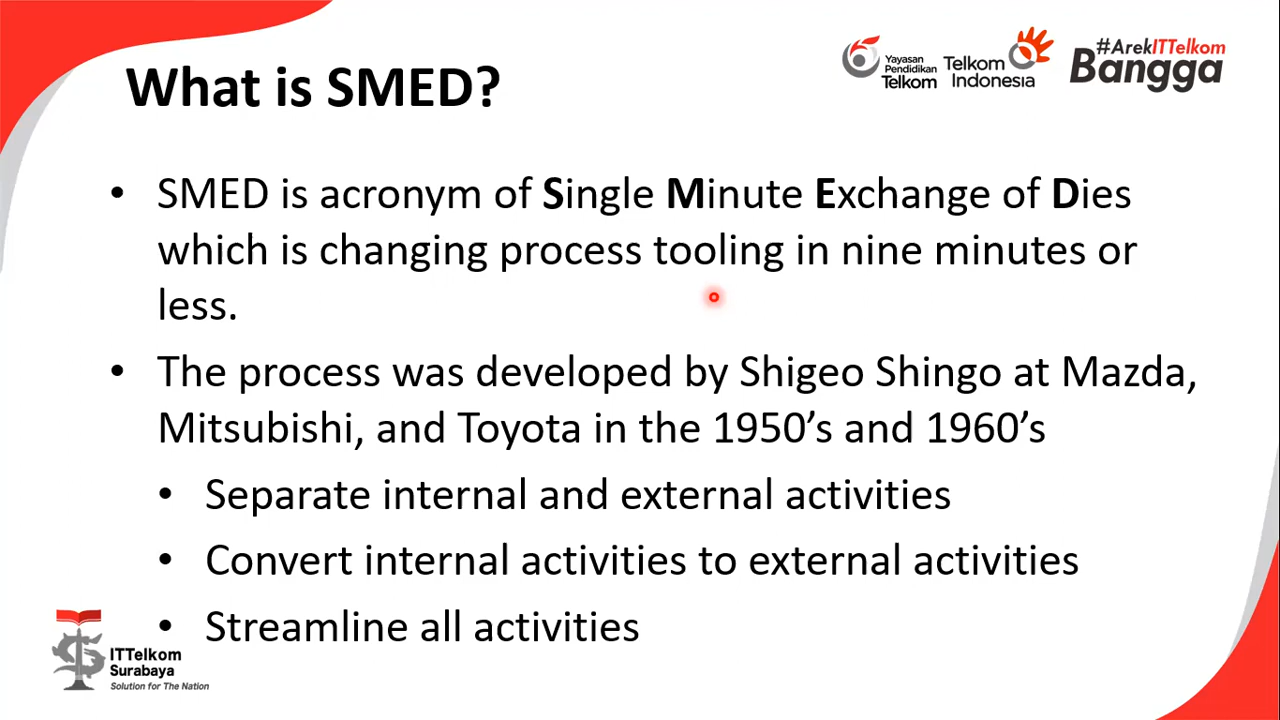 What is SMED?
Yayasan
Pendidikan
Telkom
Telkom
Indonesia
#ArekITTelkom
Bangga
• SMED is acronym of Single Minute Exchange of Dies
which is changing process tooling in nine minutes or
less.
• The process was developed by Shigeo Shingo at Mazda,
Mitsubishi, and Toyota in the 1950’s and 1960’s
• Separate internal and external activities
• Convert internal activities to external activities
• Streamline all activities
ITTelkom
Surabaya
Solution for The Nation